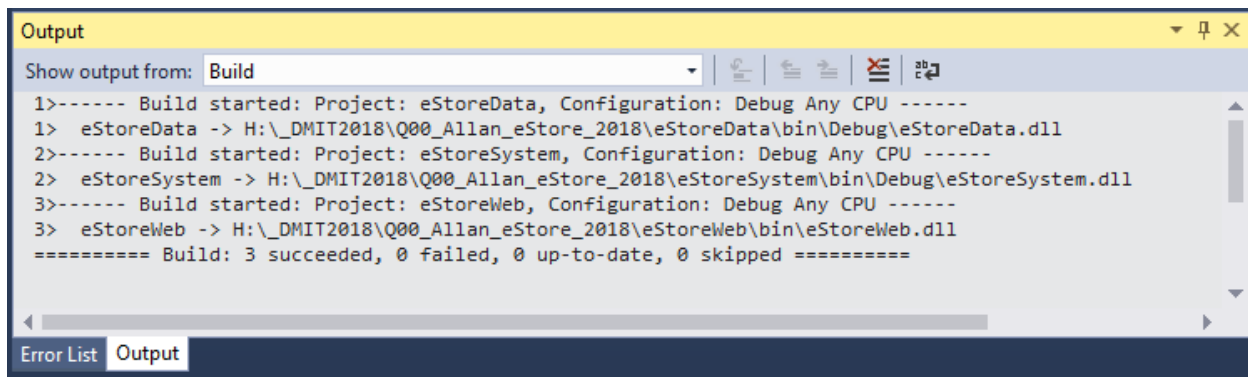 Output
Show output from: Build
1>------ Build started: Project: eStoreData, Configuration: Debug Any CPU ------
1>  eStoreData -> H:\_DMIT2018\Q00_Allan_eStore_2018\eStoreData\bin\Debug\eStoreData.dll
2>------ Build started: Project: eStoreSystem, Configuration: Debug Any CPU ------
2>  eStoreSystem -> H:\_DMIT2018\Q00_Allan_eStore_2018\eStoreSystem\bin\Debug\eStoreSystem.dll
3>------ Build started: Project: eStoreWeb, Configuration: Debug Any CPU ------
3>  eStoreWeb -> H:\_DMIT2018\Q00_Allan_eStore_2018\eStoreWeb\bin\eStoreWeb.dll
========== Build: 3 succeeded, 0 failed, 0 up-to-date, 0 skipped ==========
Error List Output